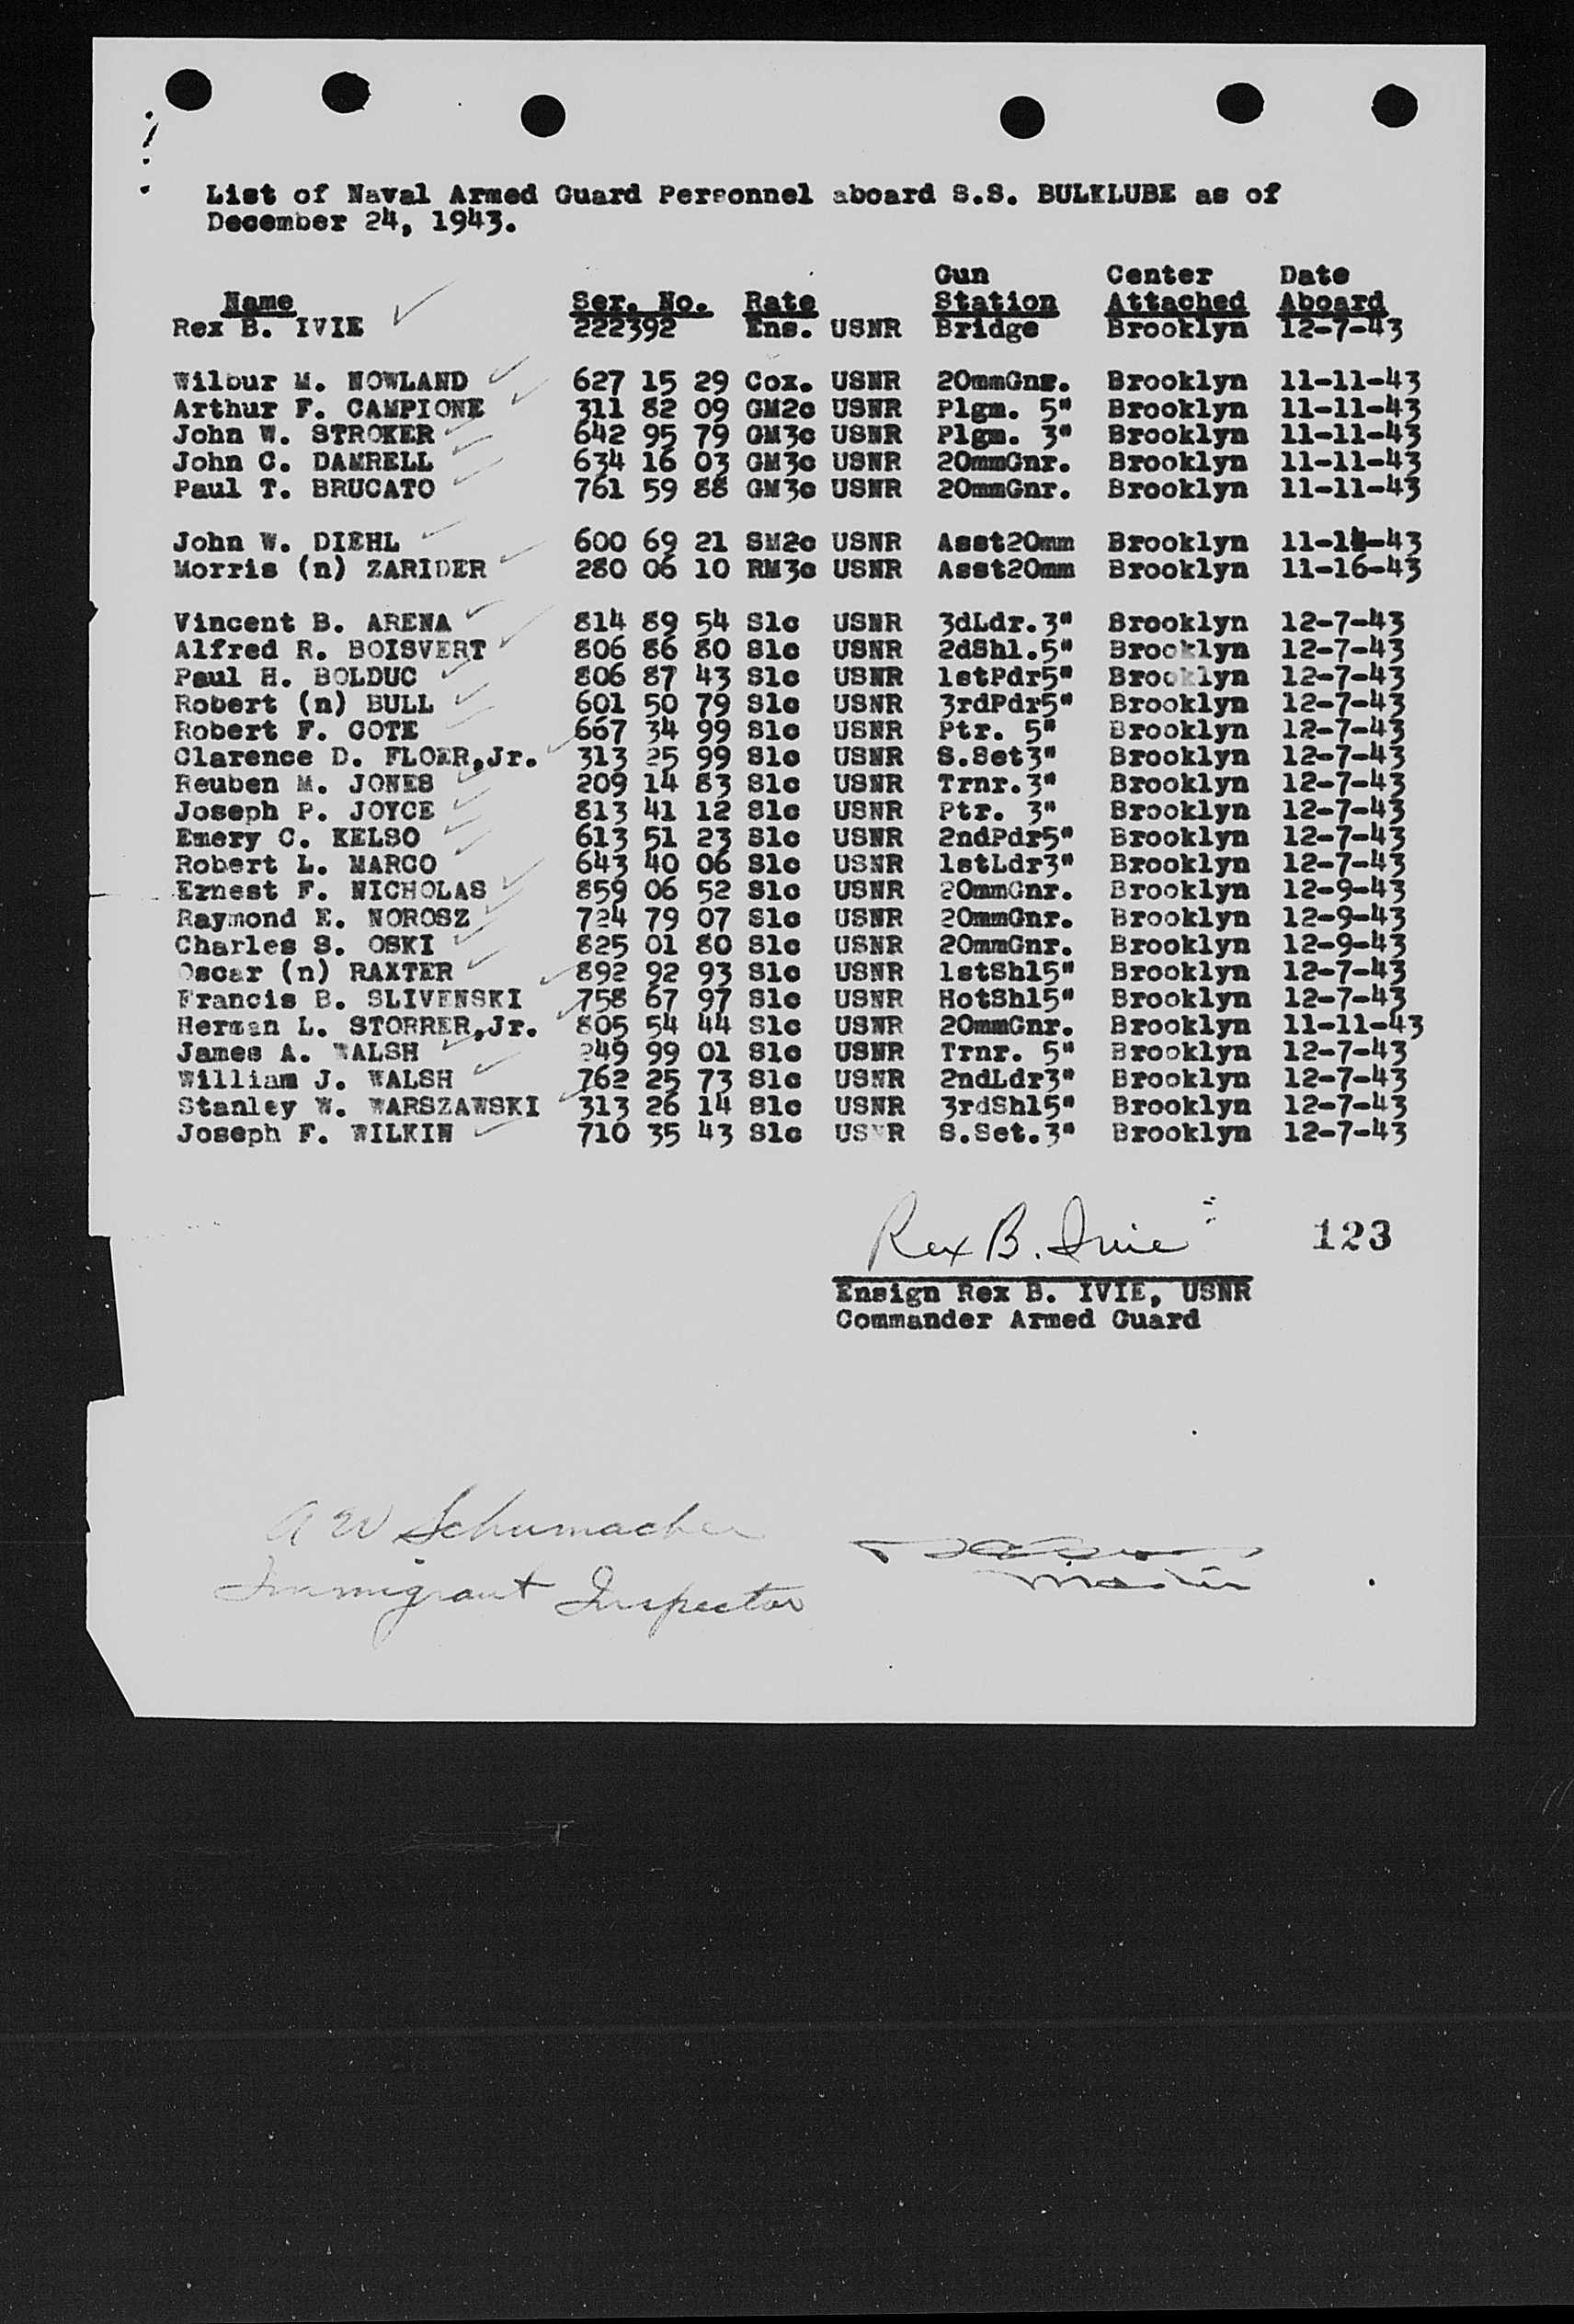 List of Naval Armed Guard Personnel aboard S.S. BULKLUBE as of
December 24, 1943.
Gun Center Date
Name Ser. No. Rate Station Attached Aboard
Rex B. IVIE 222392 Ens. USNR Bridge Brooklyn 12-7-43
Wilbur M. NOWLAND 627 15 29 Cox. USNR 20mmGnr. Brooklyn 11-11-43
Arthur F. CAMPIONE 311 82 09 GM2c USNR Plgm. 5" Brooklyn 11-11-43
John W. STROKER 642 95 79 GM3c USNR Plgm. 3" Brooklyn 11-11-43
John C. DAMRELL 634 16 03 GM3c USNR 20mmGnr. Brooklyn 11-11-43
Paul T. BRUCATO 761 59 88 GM3c USNR 20mmGnr. Brooklyn 11-11-43
John W. DIEHL 600 69 21 SM2c USNR Asst20mm Brooklyn
Morris (n) ZARIDER 280 06 10 RM3c USNR Asst20mm Brooklyn 11-16-43
Vincent B. ARENA 814 89 54 S1c USNR 3dLdr.3" Brooklyn 12-7-43
Alfred R. BOISVERT 806 86 80 S1c USNR 2dShl.5" Brooklyn 12-7-43
Paul H. BOLDUC 806 87 43 S1c USNR 1stPdr5" Brooklyn 12-7-43
Robert (n) BULL 601 50 79 S1c USNR 3rdPdr5" Brooklyn 12-7-43
Robert F. COTE 667 34 99 S1c USNR Ptr. 5" Brooklyn 12-7-43
Clarence D. FLOER,Jr. 313 25 99 S1c USNR S.Set3" Brooklyn 12-7-43
Reuben M. JONES 209 14 83 S1c USNR Trnr.3" Brooklyn 12-7-43
Joseph P. JOYCE 813 41 12 S1c USNR Ptr. 3" Brooklyn 12-7-43
Emery C. KELSO 613 51 23 S1c USNR 2ndPdr5" Brooklyn 12-7-43
Robert L. MARCO 643 40 06 S1c USNR 1stLdr3" Brooklyn 12-7-43
Ernest F. NICHOLAS 859 06 52 S1c USNR 20mmGnr. Brooklyn 12-9-43
Raymond E. NOROSZ 724 79 07 S1c USNR 20mmGnr. Brooklyn 12-9-43
Charles S. OSKI 825 01 80 S1c USNR 20mmGnr. Brooklyn 12-9-43
Oscar (n) RAXTER 892 92 93 S1c USNR 1stShl5" Brooklyn 12-7-43
Francis B. SLIVENSKI 758 67 97 S1c USNR HotShl5" Brooklyn 12-7-43
Herman L. STORRER,Jr. 805 54 44 S1c USNR 20mmGnr. Brooklyn 11-11-43
James A. WALSH 249 99 01 S1c USNR Trnr. 5" Brooklyn 12-7-43
William J. WALSH 762 25 73 S1c USNR 2ndLdr3" Brooklyn 12-7-43
Stanley W. WARSZAWSKI 313 26 14 S1c USNR 3rdShl5" Brooklyn 12-7-43
Joseph F. WILKIN 710 35 43 S1c USNR S.Set.3" Brooklyn 12-7-43
Rex B. Ivie 123
Ensign Rex B. IVIE, USNR
Commander Armed Guard
A W Schumacher
Immigrant Inspector
Master